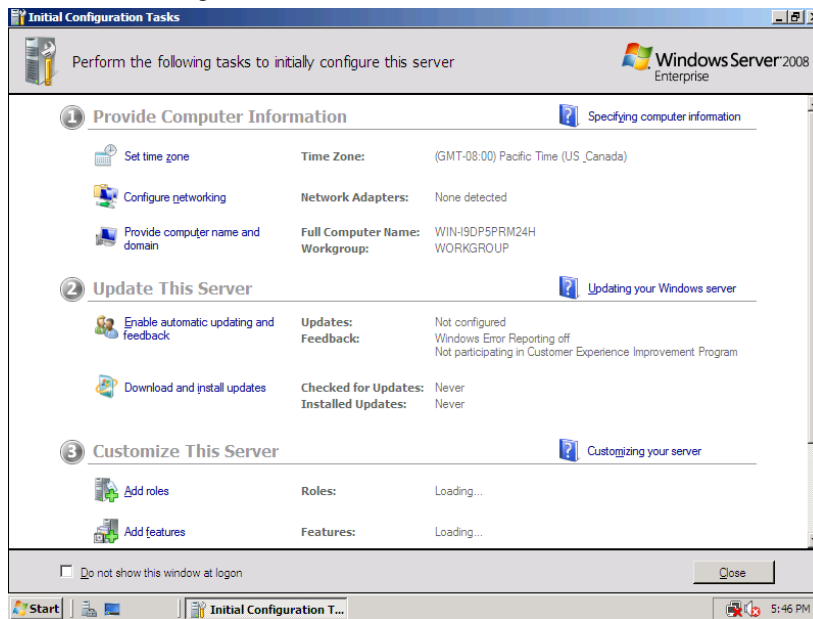 Initial Configuration Tasks
Perform the following tasks to initially configure this server
Windows Server 2008
Enterprise
1 Provide Computer Information
Specifying computer information
Set time zone Time Zone: (GMT-08:00) Pacific Time (US _Canada)
Configure networking Network Adapters: None detected
Provide computer name and domain
Full Computer Name: WIN-I9DP5PRM24H
Workgroup: WORKGROUP
2 Update This Server
Updating your Windows server
Enable automatic updating and feedback
Updates: Not configured
Feedback: Windows Error Reporting off
Not participating in Customer Experience Improvement Program
Download and install updates
Checked for Updates: Never
Installed Updates: Never
3 Customize This Server
Customizing your server
Add roles Roles: Loading...
Add features Features: Loading...
Do not show this window at logon
Close
Start
Initial Configuration T...
5:46 PM